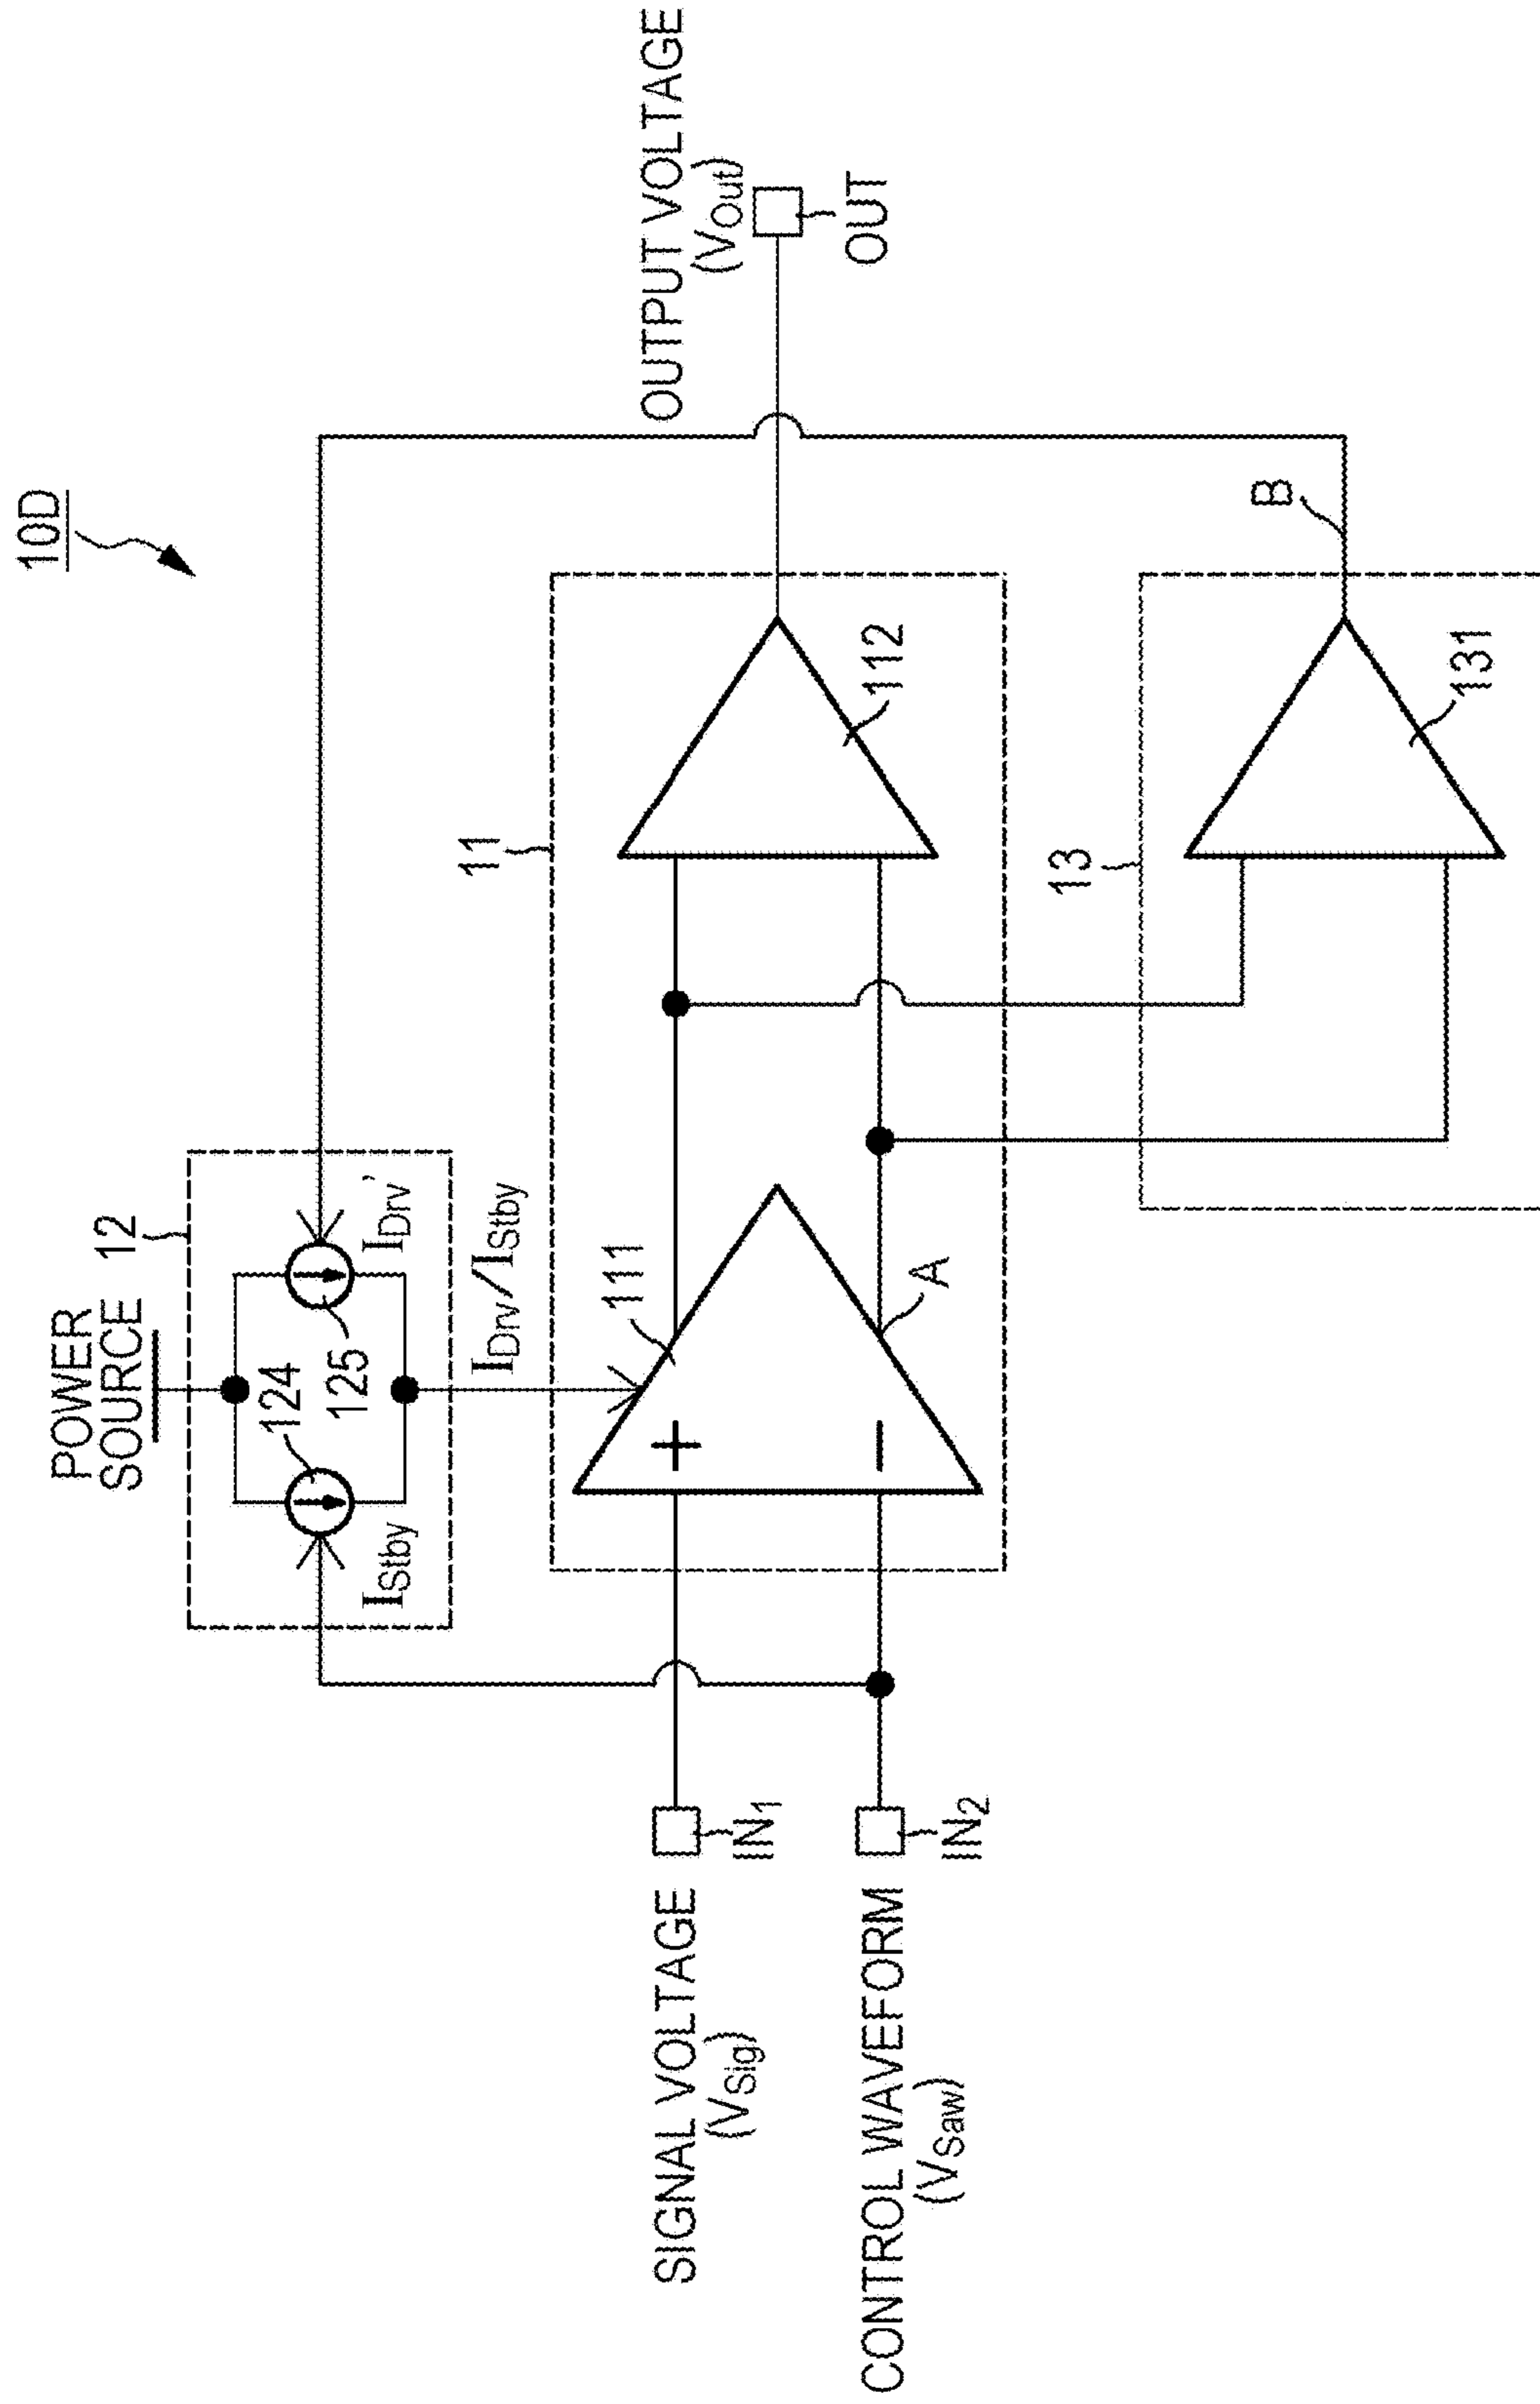 10D
POWER
SOURCE
12
124
125
I_Stby
I_Drv'
I_Drv/I_Stby
11
111
+
−
A
112
OUTPUT VOLTAGE
(V_Out)
OUT
SIGNAL VOLTAGE
(V_Sig)
IN_1
CONTROL WAVEFORM
(V_Saw)
IN_2
13
131
B